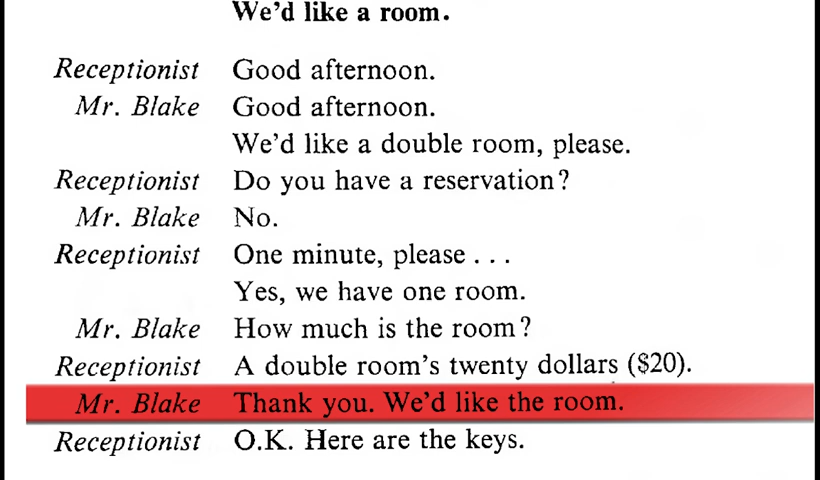 We'd like a room.
Receptionist Good afternoon.
Mr. Blake Good afternoon.
We'd like a double room, please.
Receptionist Do you have a reservation?
Mr. Blake No.
Receptionist One minute, please . . .
Yes, we have one room.
Mr. Blake How much is the room?
Receptionist A double room's twenty dollars ($20).
Mr. Blake Thank you. We'd like the room.
Receptionist O.K. Here are the keys.